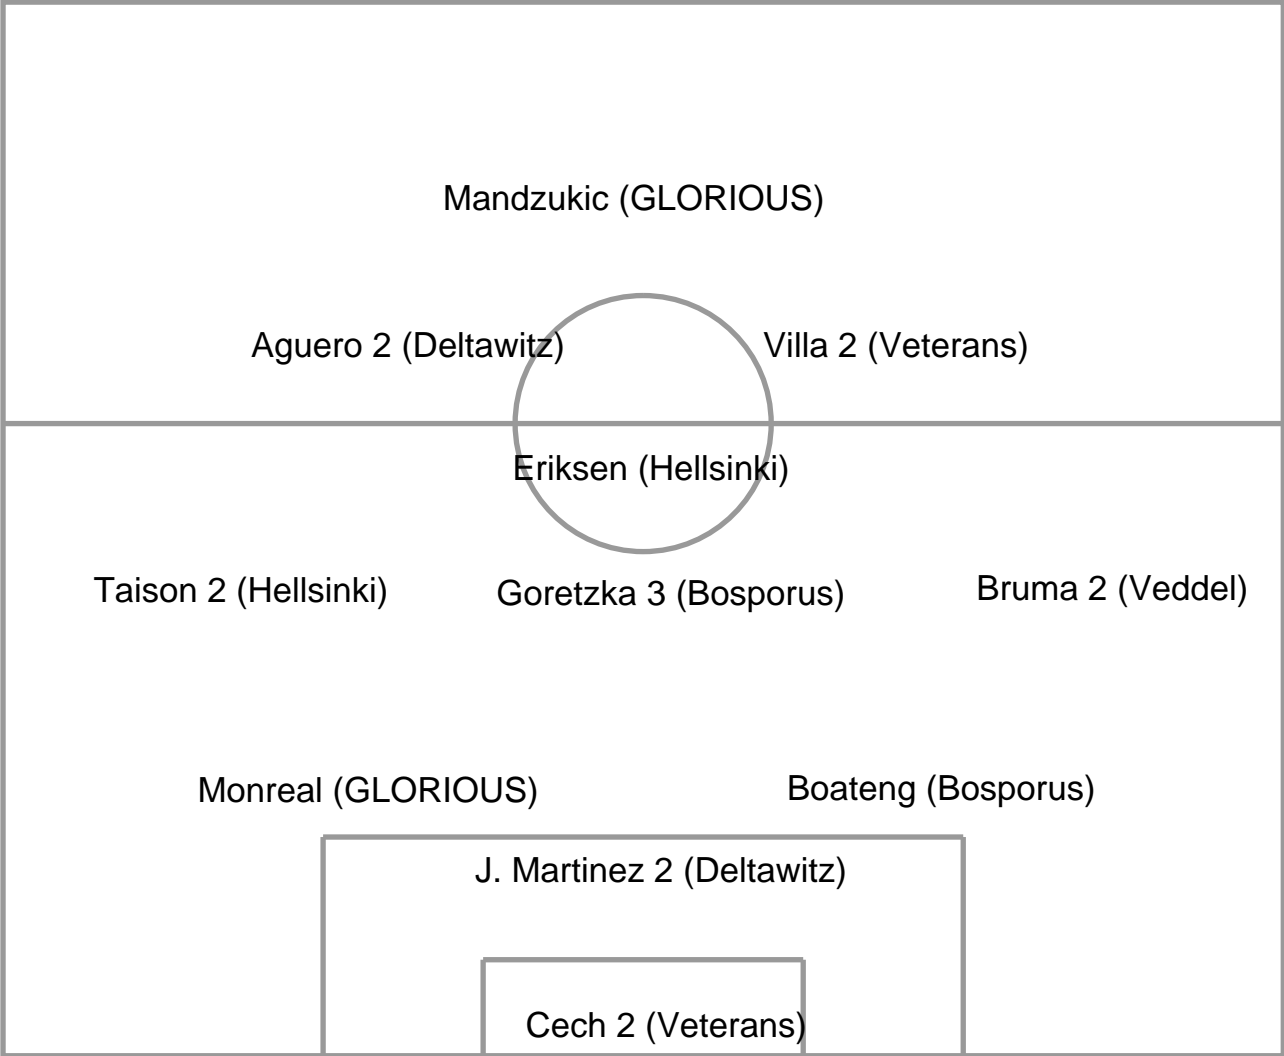 Mandzukic (GLORIOUS)
Aguero 2 (Deltawitz)
Villa 2 (Veterans)
Eriksen (Hellsinki)
Taison 2 (Hellsinki)
Goretzka 3 (Bosporus)
Bruma 2 (Veddel)
Monreal (GLORIOUS)
Boateng (Bosporus)
J. Martinez 2 (Deltawitz)
Cech 2 (Veterans)